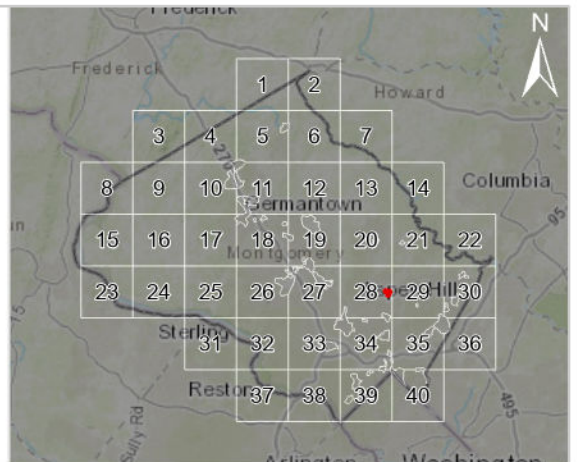 Frederick
N
Frederick
1 2
Howard
3 4 5 6 7
270
8 9 10 11 12 13 14
Columbia
Germantown
95
15 16 17 18 19 20 21 22
Montgomery
23 24 25 26 27 28 29 30
Aspen Hill
15
Sterling
31 32 33 34 35 36
Reston
37 38 39 40
495
Sully Rd
Arlington
Washington